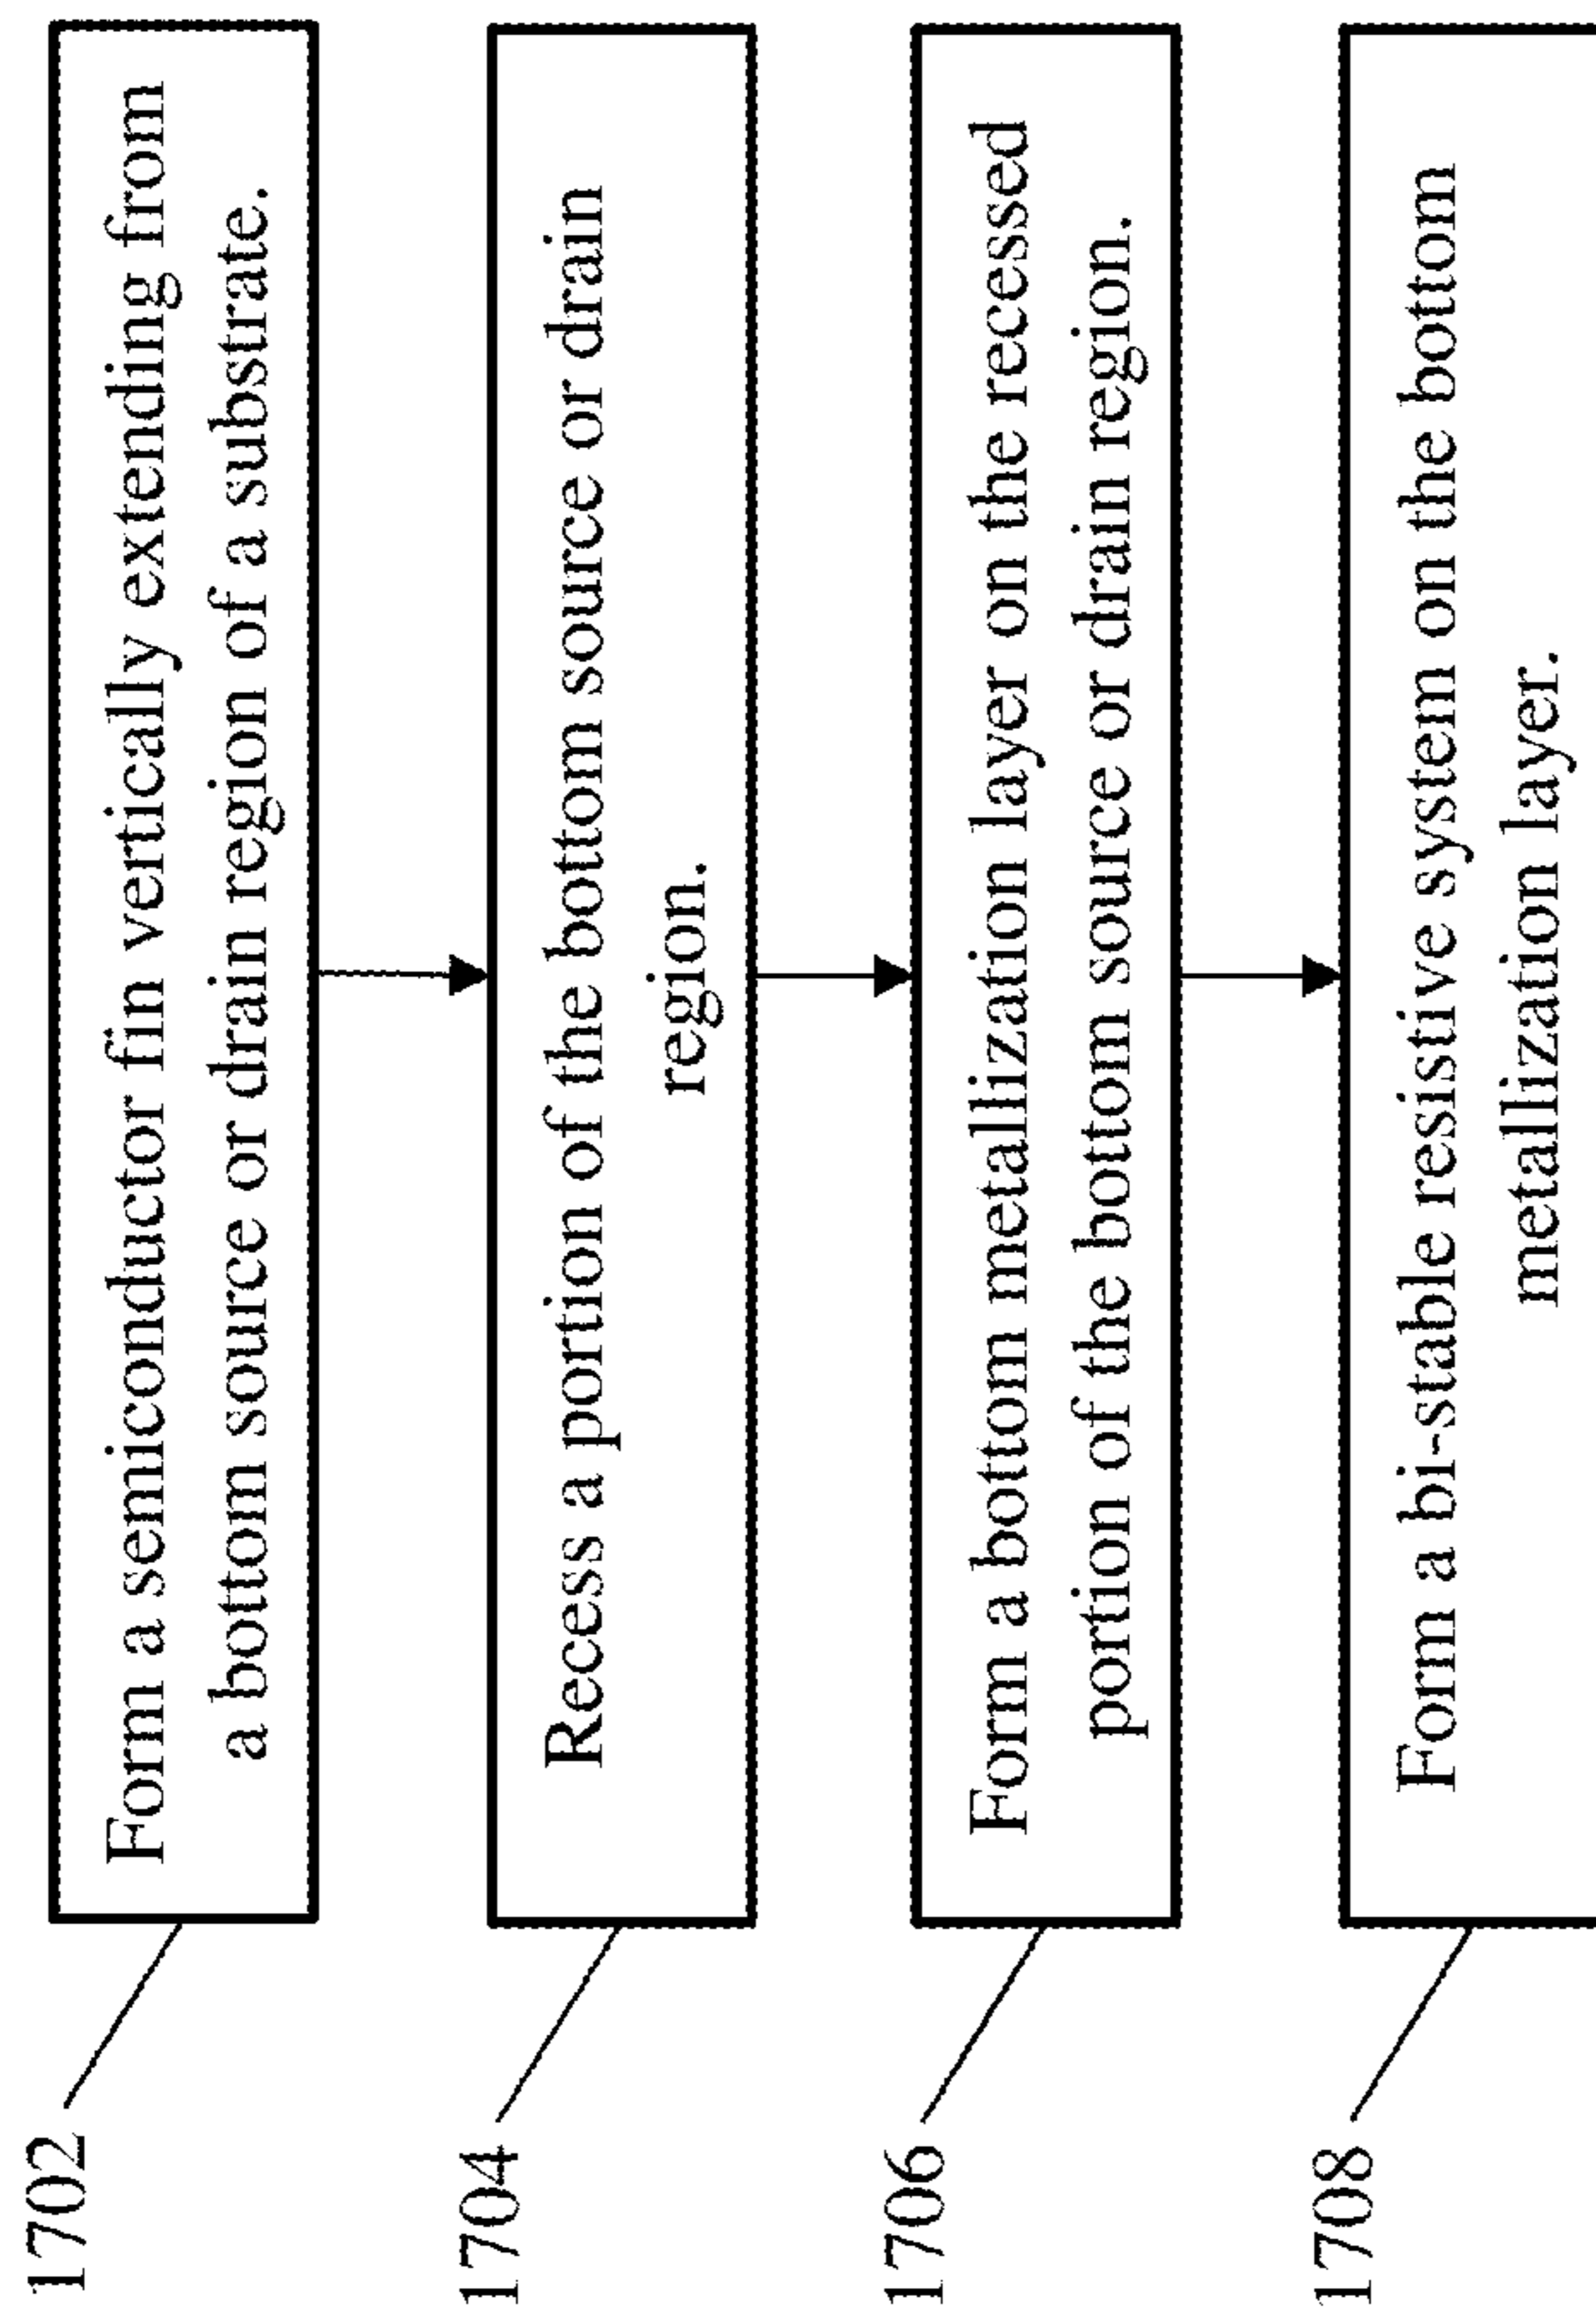 1702
Form a semiconductor fin vertically extending from
a bottom source or drain region of a substrate.
1704
Recess a portion of the bottom source or drain
region.
1706
Form a bottom metallization layer on the recessed
portion of the bottom source or drain region.
1708
Form a bi-stable resistive system on the bottom
metallization layer.